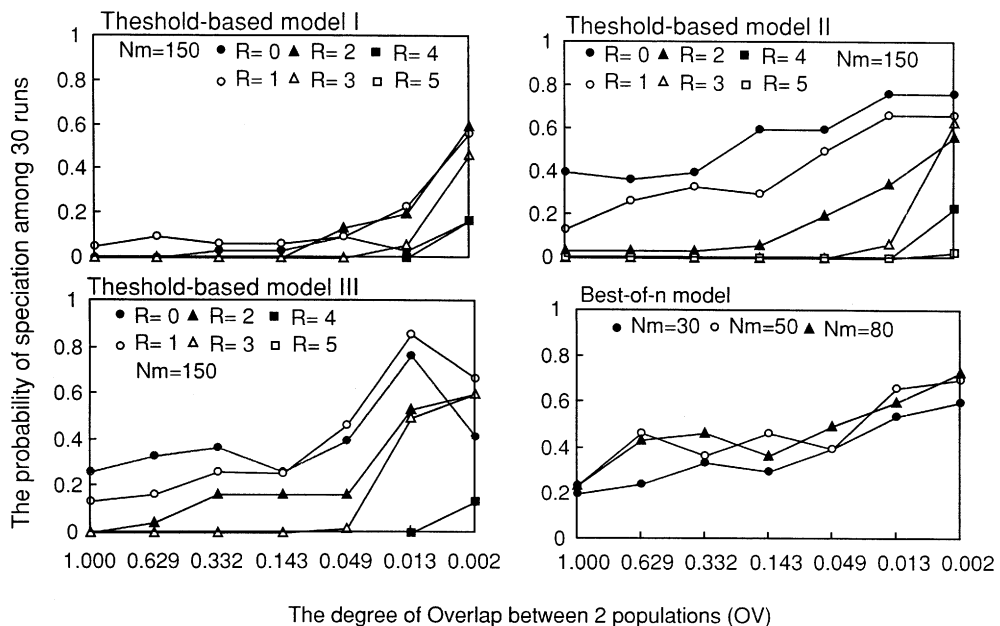 Theshold-based model I
Nm=150 R= 0 R= 2 R= 4
R= 1 R= 3 R= 5
1
0.8
0.6
0.4
0.2
0
Theshold-based model II
R= 0 R= 2 R= 4
Nm=150
R= 1 R= 3 R= 5
1
0.8
0.6
0.4
0.2
0
Theshold-based model III
R= 0 R= 2 R= 4
R= 1 R= 3 R= 5
Nm=150
1
0.8
0.6
0.4
0.2
0
1.000 0.629 0.332 0.143 0.049 0.013 0.002
Best-of-n model
Nm=30 Nm=50 Nm=80
1
0.8
0.6
0.4
0.2
0
1.000 0.629 0.332 0.143 0.049 0.013 0.002
The probability of speciation among 30 runs
The degree of Overlap between 2 populations (OV)